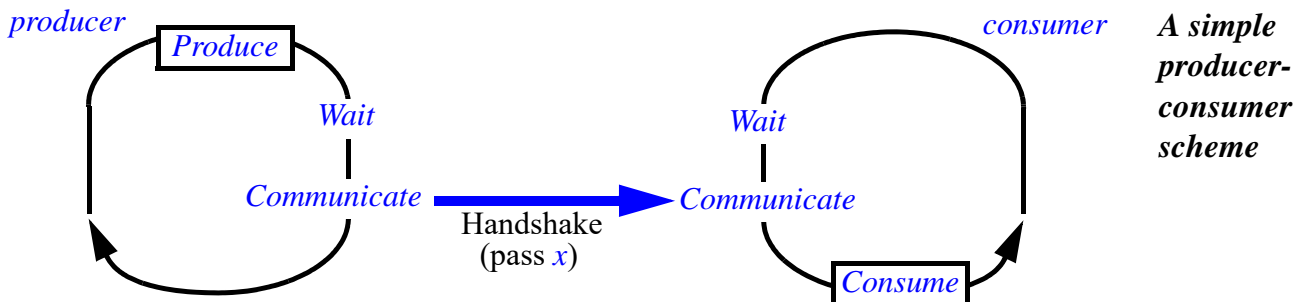 producer
Produce
Wait
Communicate
Handshake
(pass x)
consumer
Wait
Communicate
Consume
A simple
producer-
consumer
scheme